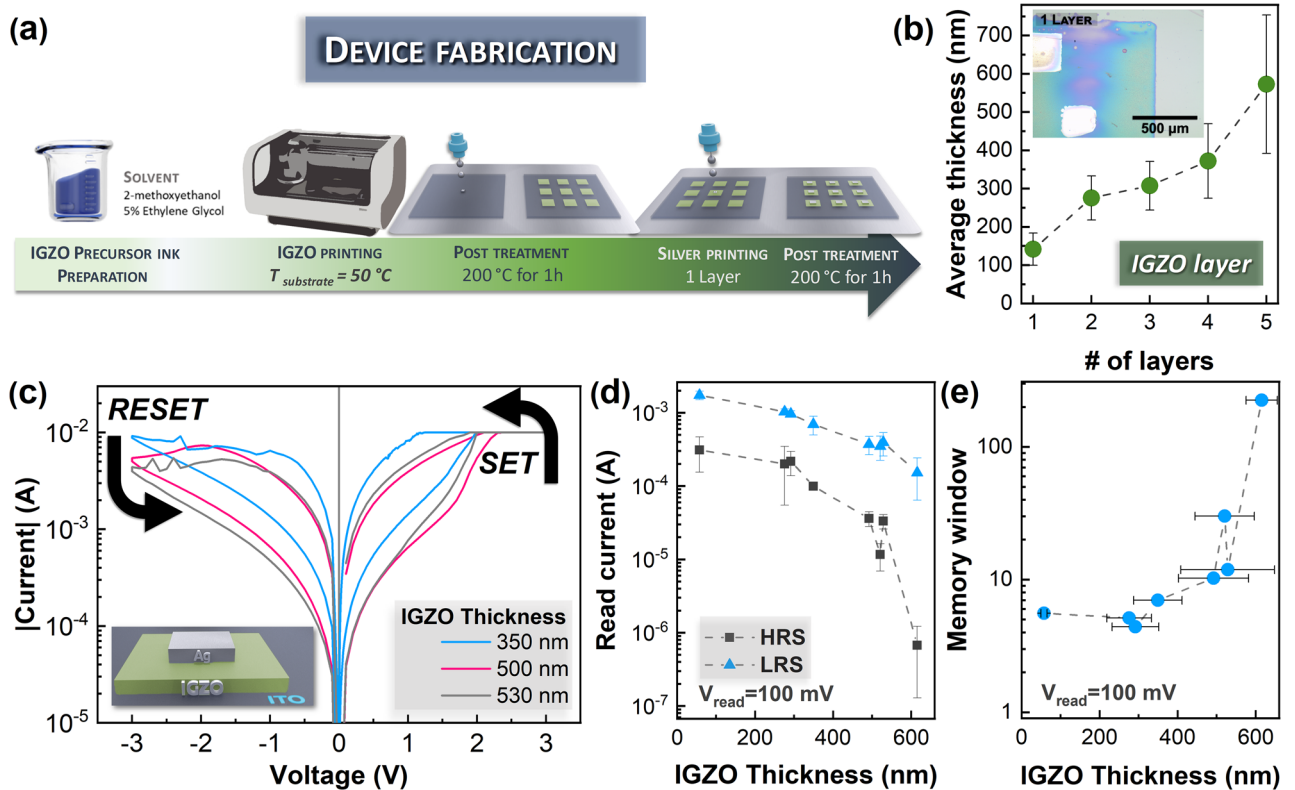 (a)
DEVICE FABRICATION
SOLVENT
2-methoxyethanol
5% Ethylene Glycol
IGZO PRECURSOR INK
PREPARATION
IGZO PRINTING
T substrate = 50 °C
POST TREATMENT
200 °C for 1h
SILVER PRINTING
1 Layer
POST TREATMENT
200 °C for 1h
(b)
1 LAYER
500 µm
IGZO layer
Average thickness (nm)
700
600
500
400
300
200
100
0
1 2 3 4 5
# of layers
(c)
RESET
SET
|Current| (A)
10^-2
10^-3
10^-4
10^-5
IGZO Thickness
350 nm
500 nm
530 nm
Ag
IGZO
ITO
-3 -2 -1 0 1 2 3
Voltage (V)
(d)
Read current (A)
10^-3
10^-4
10^-5
10^-6
10^-7
HRS
LRS
Vread=100 mV
0 200 400 600
IGZO Thickness (nm)
(e)
Memory window
100
10
1
Vread=100 mV
0 200 400 600
IGZO Thickness (nm)